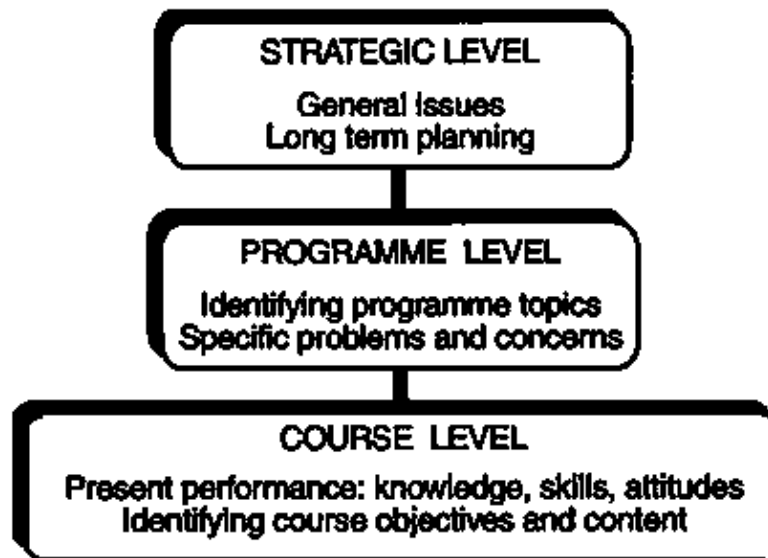 STRATEGIC LEVEL
General Issues
Long term planning
PROGRAMME LEVEL
Identifying programme topics
Specific problems and concerns
COURSE LEVEL
Present performance: knowledge, skills, attitudes
Identifying course objectives and content